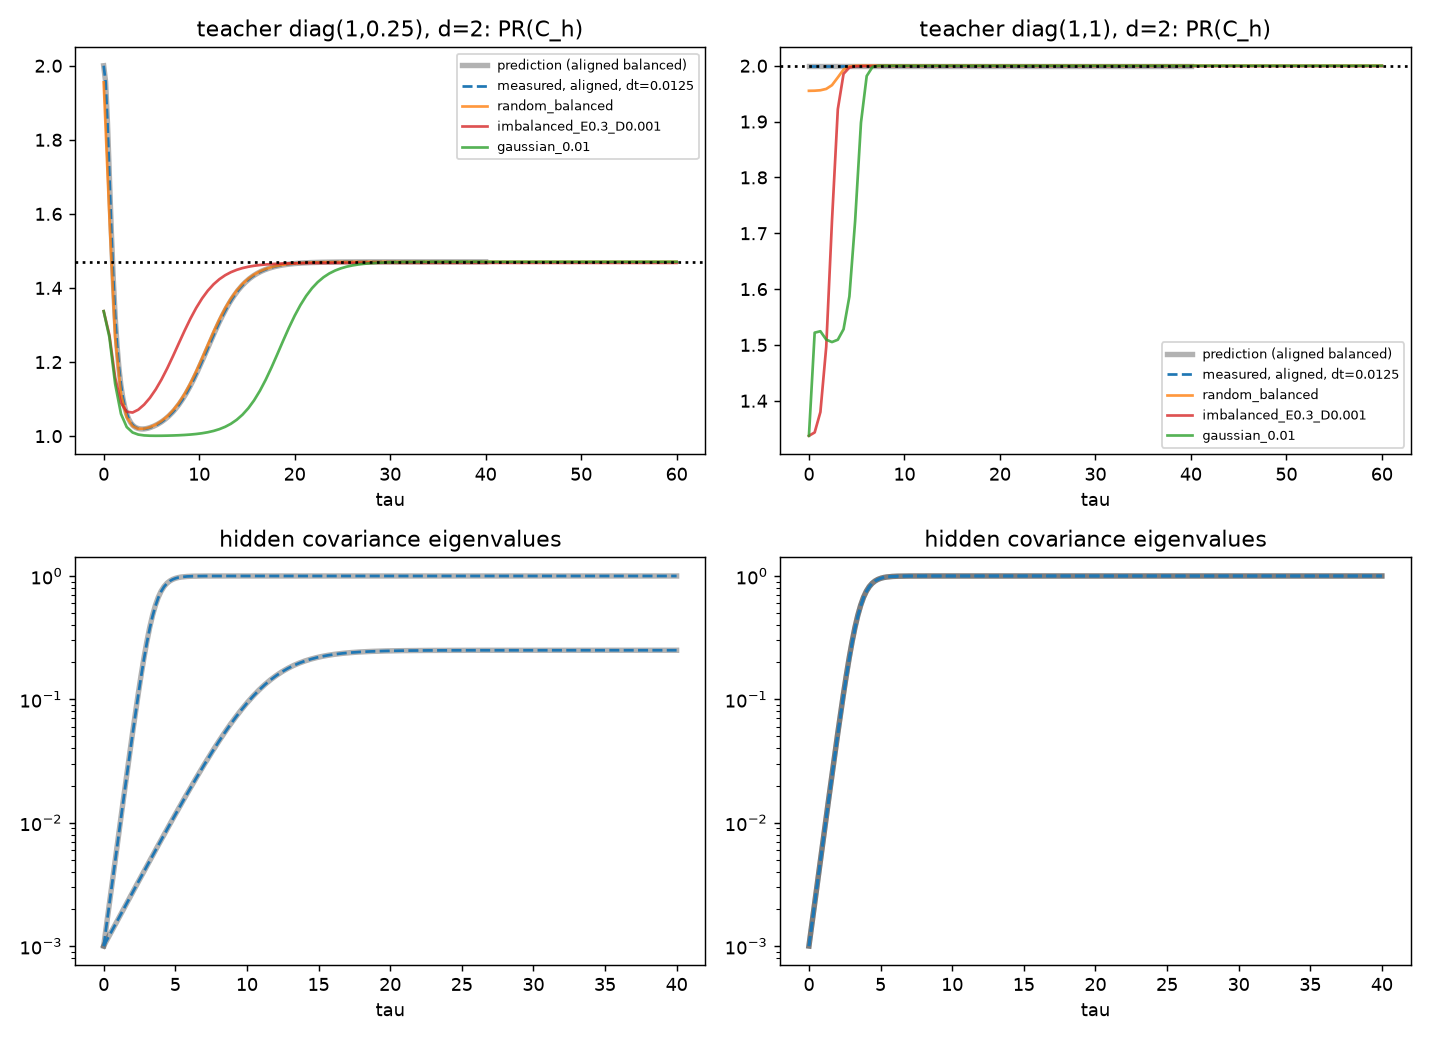 teacher diag(1,0.25), d=2: PR(C_h)
2.0
1.8
1.6
1.4
1.2
1.0
prediction (aligned balanced)
measured, aligned, dt=0.0125
random_balanced
imbalanced_E0.3_D0.001
gaussian_0.01
0 10 20 30 40 50 60
tau
teacher diag(1,1), d=2: PR(C_h)
2.0
1.9
1.8
1.7
1.6
1.5
1.4
prediction (aligned balanced)
measured, aligned, dt=0.0125
random_balanced
imbalanced_E0.3_D0.001
gaussian_0.01
0 10 20 30 40 50 60
tau
hidden covariance eigenvalues
10⁰
10⁻¹
10⁻²
10⁻³
0 5 10 15 20 25 30 35 40
tau
hidden covariance eigenvalues
10⁰
10⁻¹
10⁻²
10⁻³
0 5 10 15 20 25 30 35 40
tau